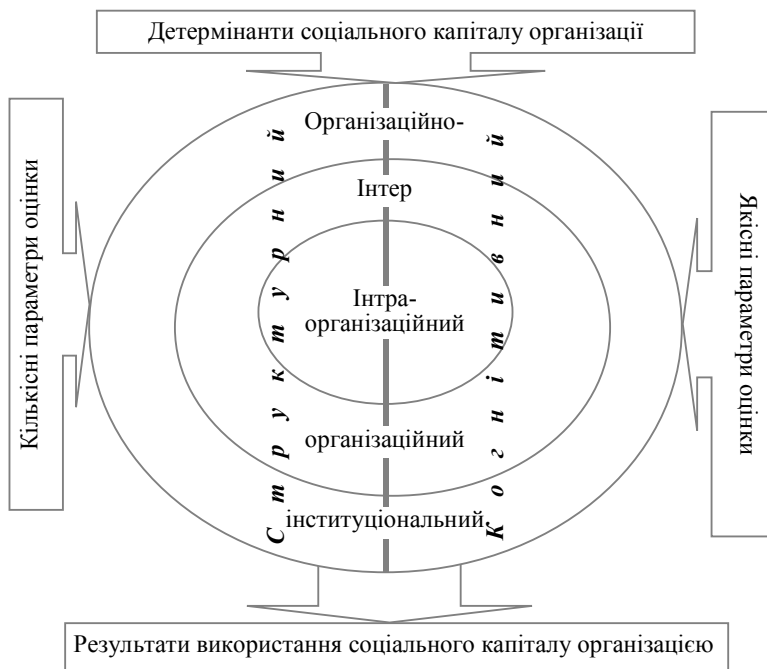 Детермінанти соціального капіталу організації
Кількісні параметри оцінки
Структурний
Організаційно-
Інтер
Інтра-
організаційний
організаційний
інституціональний
Когнітивний
Якісні параметри оцінки
Результати використання соціального капіталу організацією